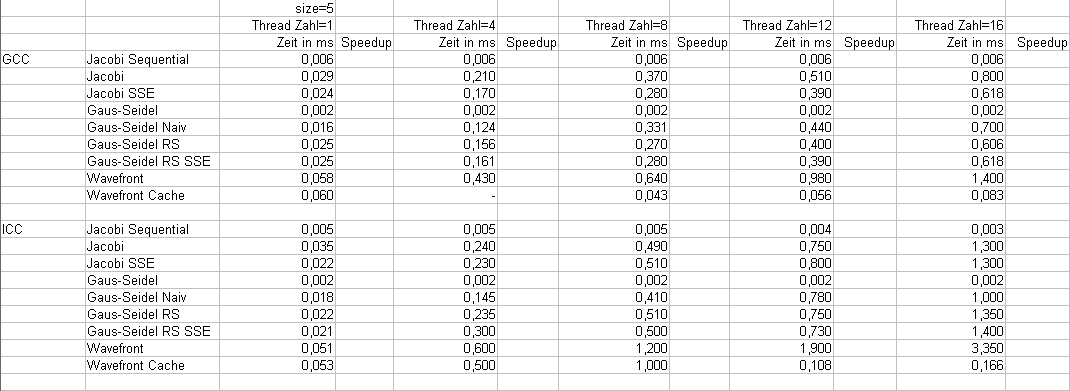 size=5
Thread Zahl=1 Thread Zahl=4 Thread Zahl=8 Thread Zahl=12 Thread Zahl=16
Zeit in ms Speedup Zeit in ms Speedup Zeit in ms Speedup Zeit in ms Speedup Zeit in ms Speedup
GCC Jacobi Sequential 0,006 0,006 0,006 0,006 0,006
Jacobi 0,029 0,210 0,370 0,510 0,800
Jacobi SSE 0,024 0,170 0,280 0,390 0,618
Gaus-Seidel 0,002 0,002 0,002 0,002 0,002
Gaus-Seidel Naiv 0,016 0,124 0,331 0,440 0,700
Gaus-Seidel RS 0,025 0,156 0,270 0,400 0,606
Gaus-Seidel RS SSE 0,025 0,161 0,280 0,390 0,618
Wavefront 0,058 0,430 0,640 0,980 1,400
Wavefront Cache 0,060 - 0,043 0,056 0,083
ICC Jacobi Sequential 0,005 0,005 0,005 0,004 0,003
Jacobi 0,035 0,240 0,490 0,750 1,300
Jacobi SSE 0,022 0,230 0,510 0,800 1,300
Gaus-Seidel 0,002 0,002 0,002 0,002 0,002
Gaus-Seidel Naiv 0,018 0,145 0,410 0,780 1,000
Gaus-Seidel RS 0,022 0,235 0,510 0,750 1,350
Gaus-Seidel RS SSE 0,021 0,300 0,500 0,730 1,400
Wavefront 0,051 0,600 1,200 1,900 3,350
Wavefront Cache 0,053 0,500 1,000 0,108 0,166